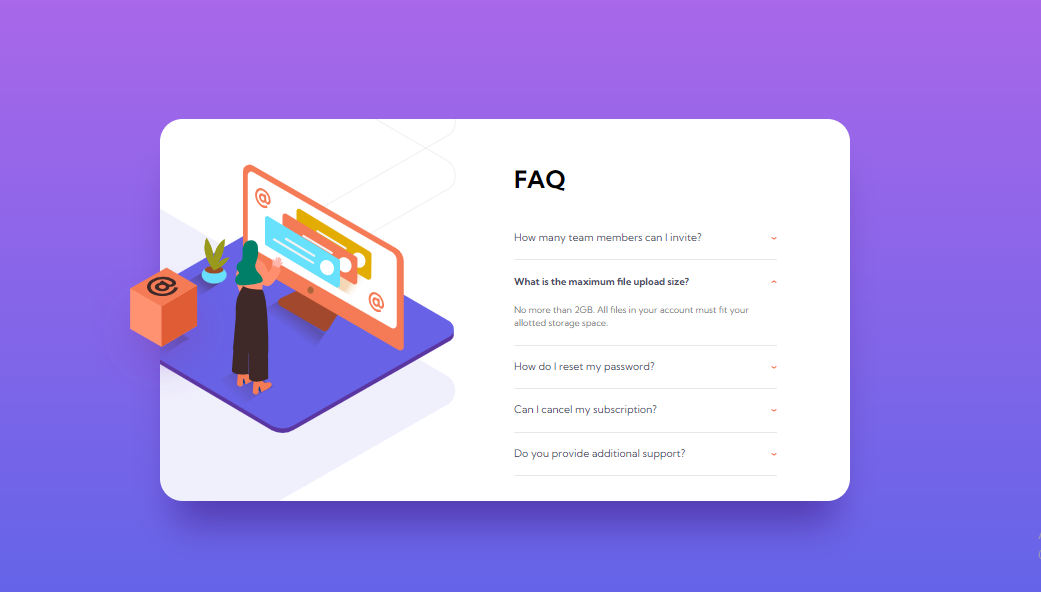 FAQ
How many team members can I invite?
What is the maximum file upload size?
No more than 2GB. All files in your account must fit your
allotted storage space.
How do I reset my password?
Can I cancel my subscription?
Do you provide additional support?
@
@
@